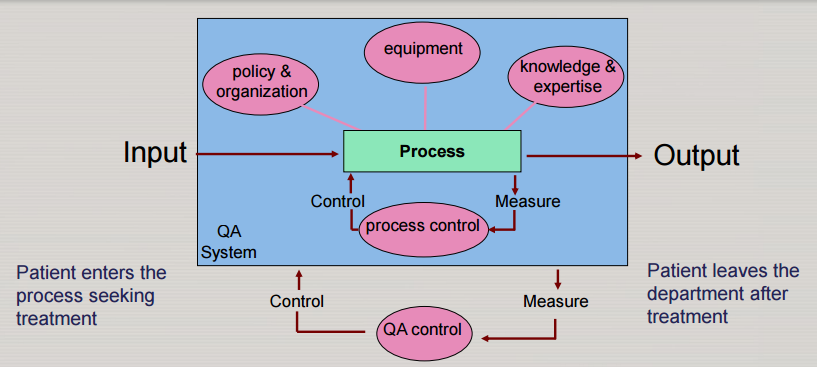 equipment
policy &
organization
knowledge &
expertise
Input
Process
Output
Control
Measure
process control
QA
System
Patient enters the
process seeking
treatment
Patient leaves the
department after
treatment
Control
Measure
QA control